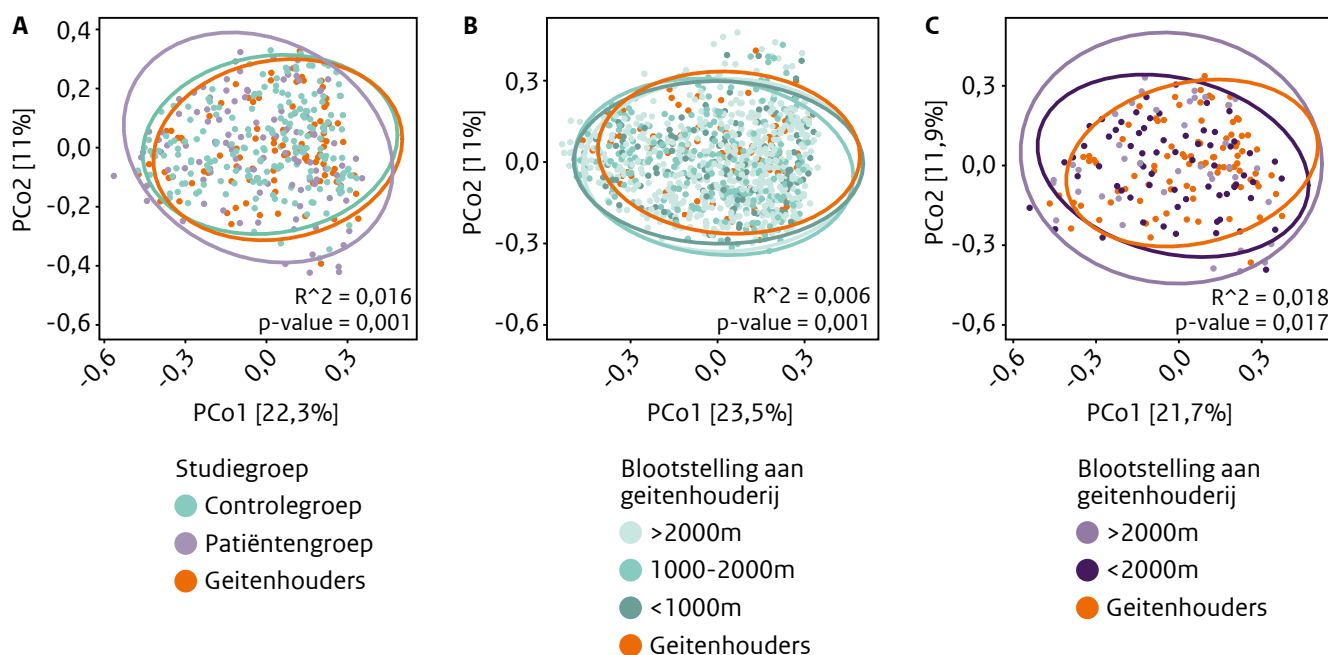 A
0,4
0,2
0,0
-0,2
-0,4
-0,6
PCo2 [11%]
R^2 = 0,016
p-value = 0,001
-0,6
-0,3
0,0
0,3
PCo1 [22,3%]
Studiegroep
Controlegroep
Patiëntengroep
Geitenhouders
B
0,3
0,0
-0,3
-0,6
PCo2 [11%]
R^2 = 0,006
p-value = 0,001
-0,3
0,0
0,3
PCo1 [23,5%]
Blootstelling aan
geitenhouderij
>2000m
1000-2000m
<1000m
Geitenhouders
C
0,3
0,0
-0,3
-0,6
PCo2 [11,9%]
R^2 = 0,018
p-value = 0,017
-0,6
-0,3
0,0
0,3
PCo1 [21,7%]
Blootstelling aan
geitenhouderij
>2000m
<2000m
Geitenhouders